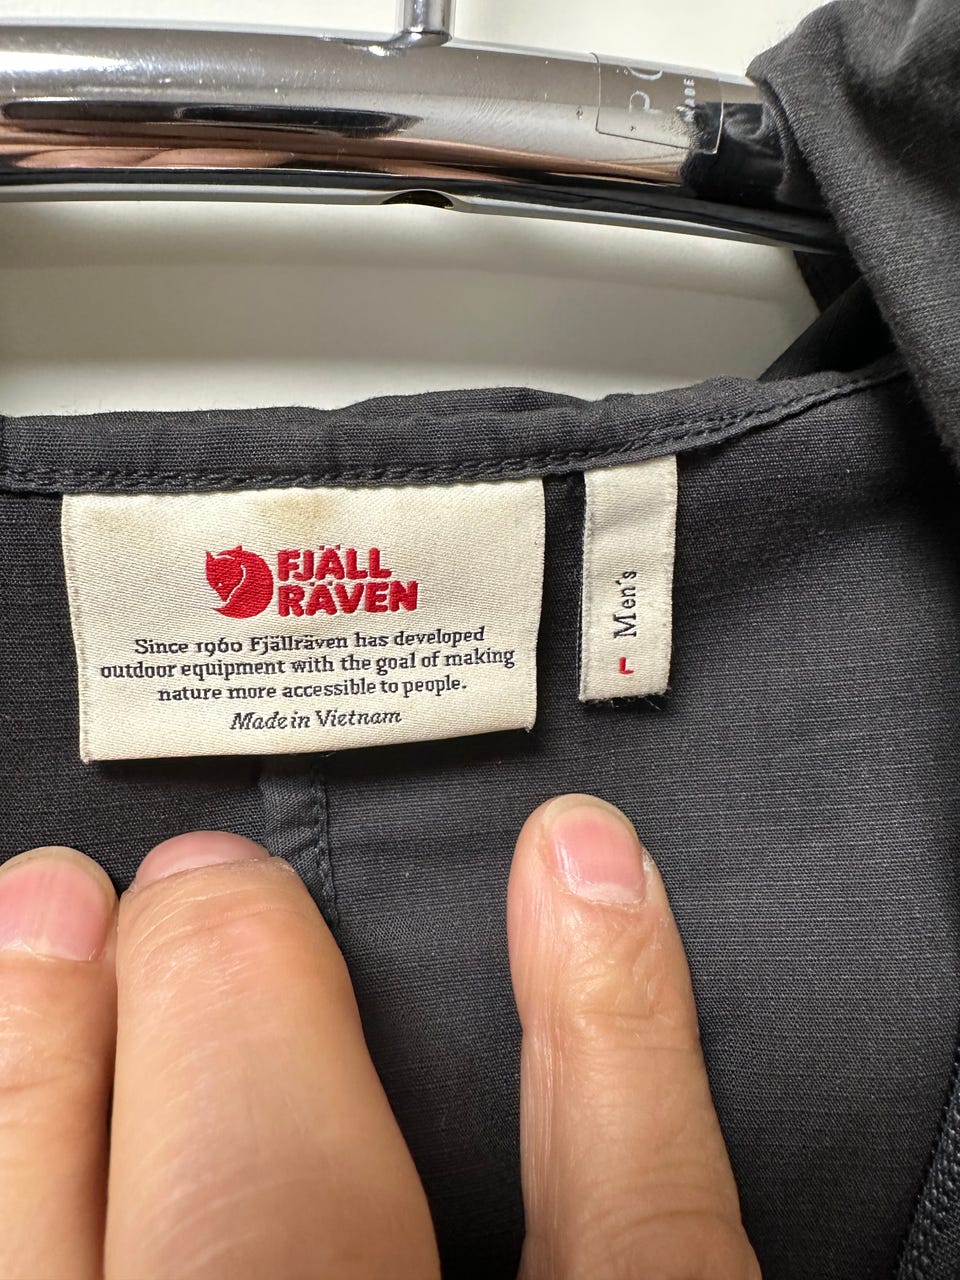 FJÄLL
RÄVEN
Since 1960 Fjällräven has developed
outdoor equipment with the goal of making
nature more accessible to people.
Made in Vietnam
Men's
L